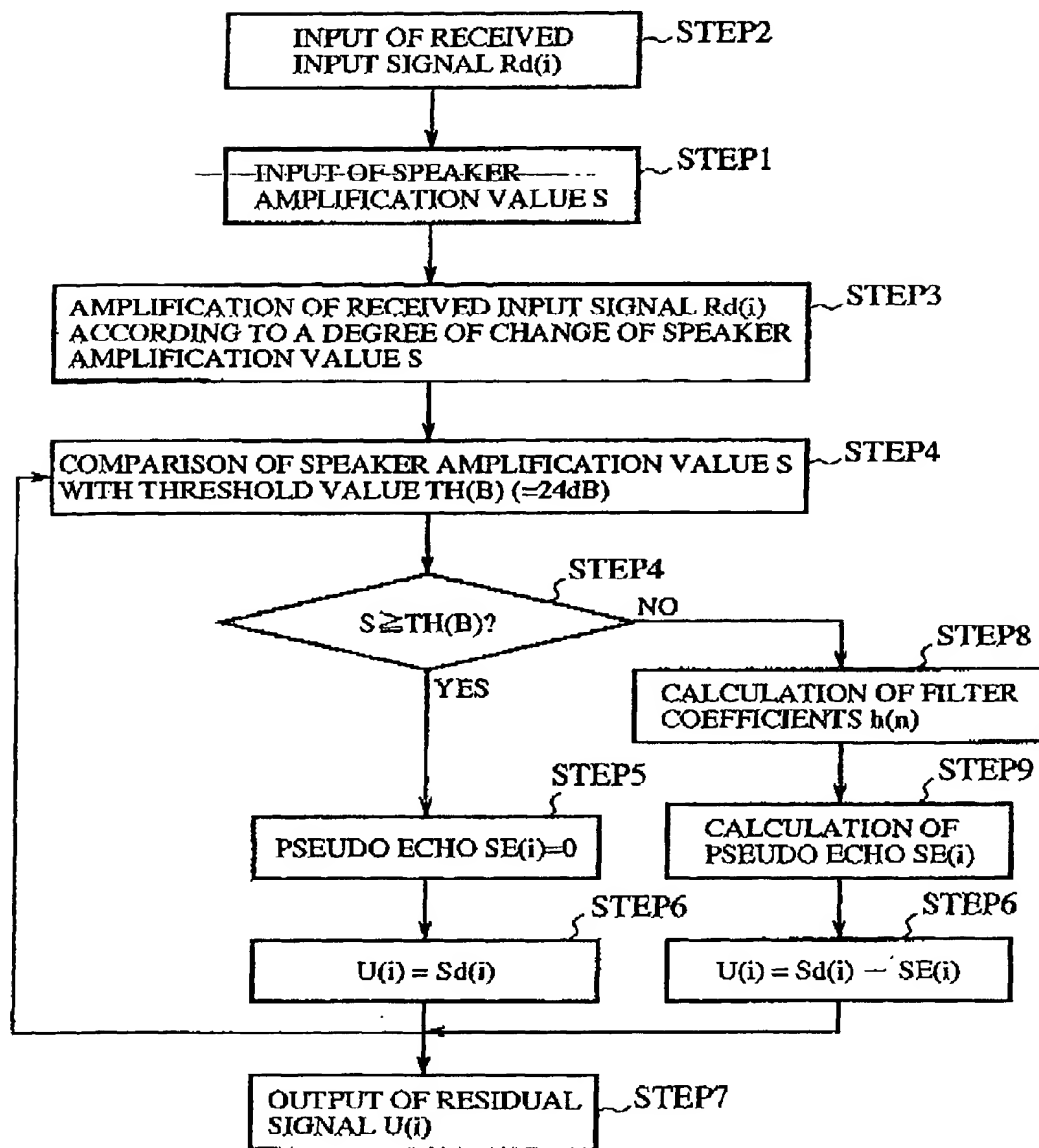 INPUT OF RECEIVED
INPUT SIGNAL Rd(i)
STEP2
INPUT OF SPEAKER
AMPLIFICATION VALUE S
STEP1
AMPLIFICATION OF RECEIVED INPUT SIGNAL Rd(i)
ACCORDING TO A DEGREE OF CHANGE OF SPEAKER
AMPLIFICATION VALUE S
STEP3
COMPARISON OF SPEAKER AMPLIFICATION VALUE S
WITH THRESHOLD VALUE TH(B) (=24dB)
STEP4
STEP4
S≧TH(B)?
NO
YES
STEP8
CALCULATION OF FILTER
COEFFICIENTS h(n)
STEP5
PSEUDO ECHO SE(i)=0
STEP9
CALCULATION OF
PSEUDO ECHO SE(i)
STEP6
U(i) = Sd(i)
STEP6
U(i) = Sd(i) – SE(i)
OUTPUT OF RESIDUAL
SIGNAL U(i)
STEP7